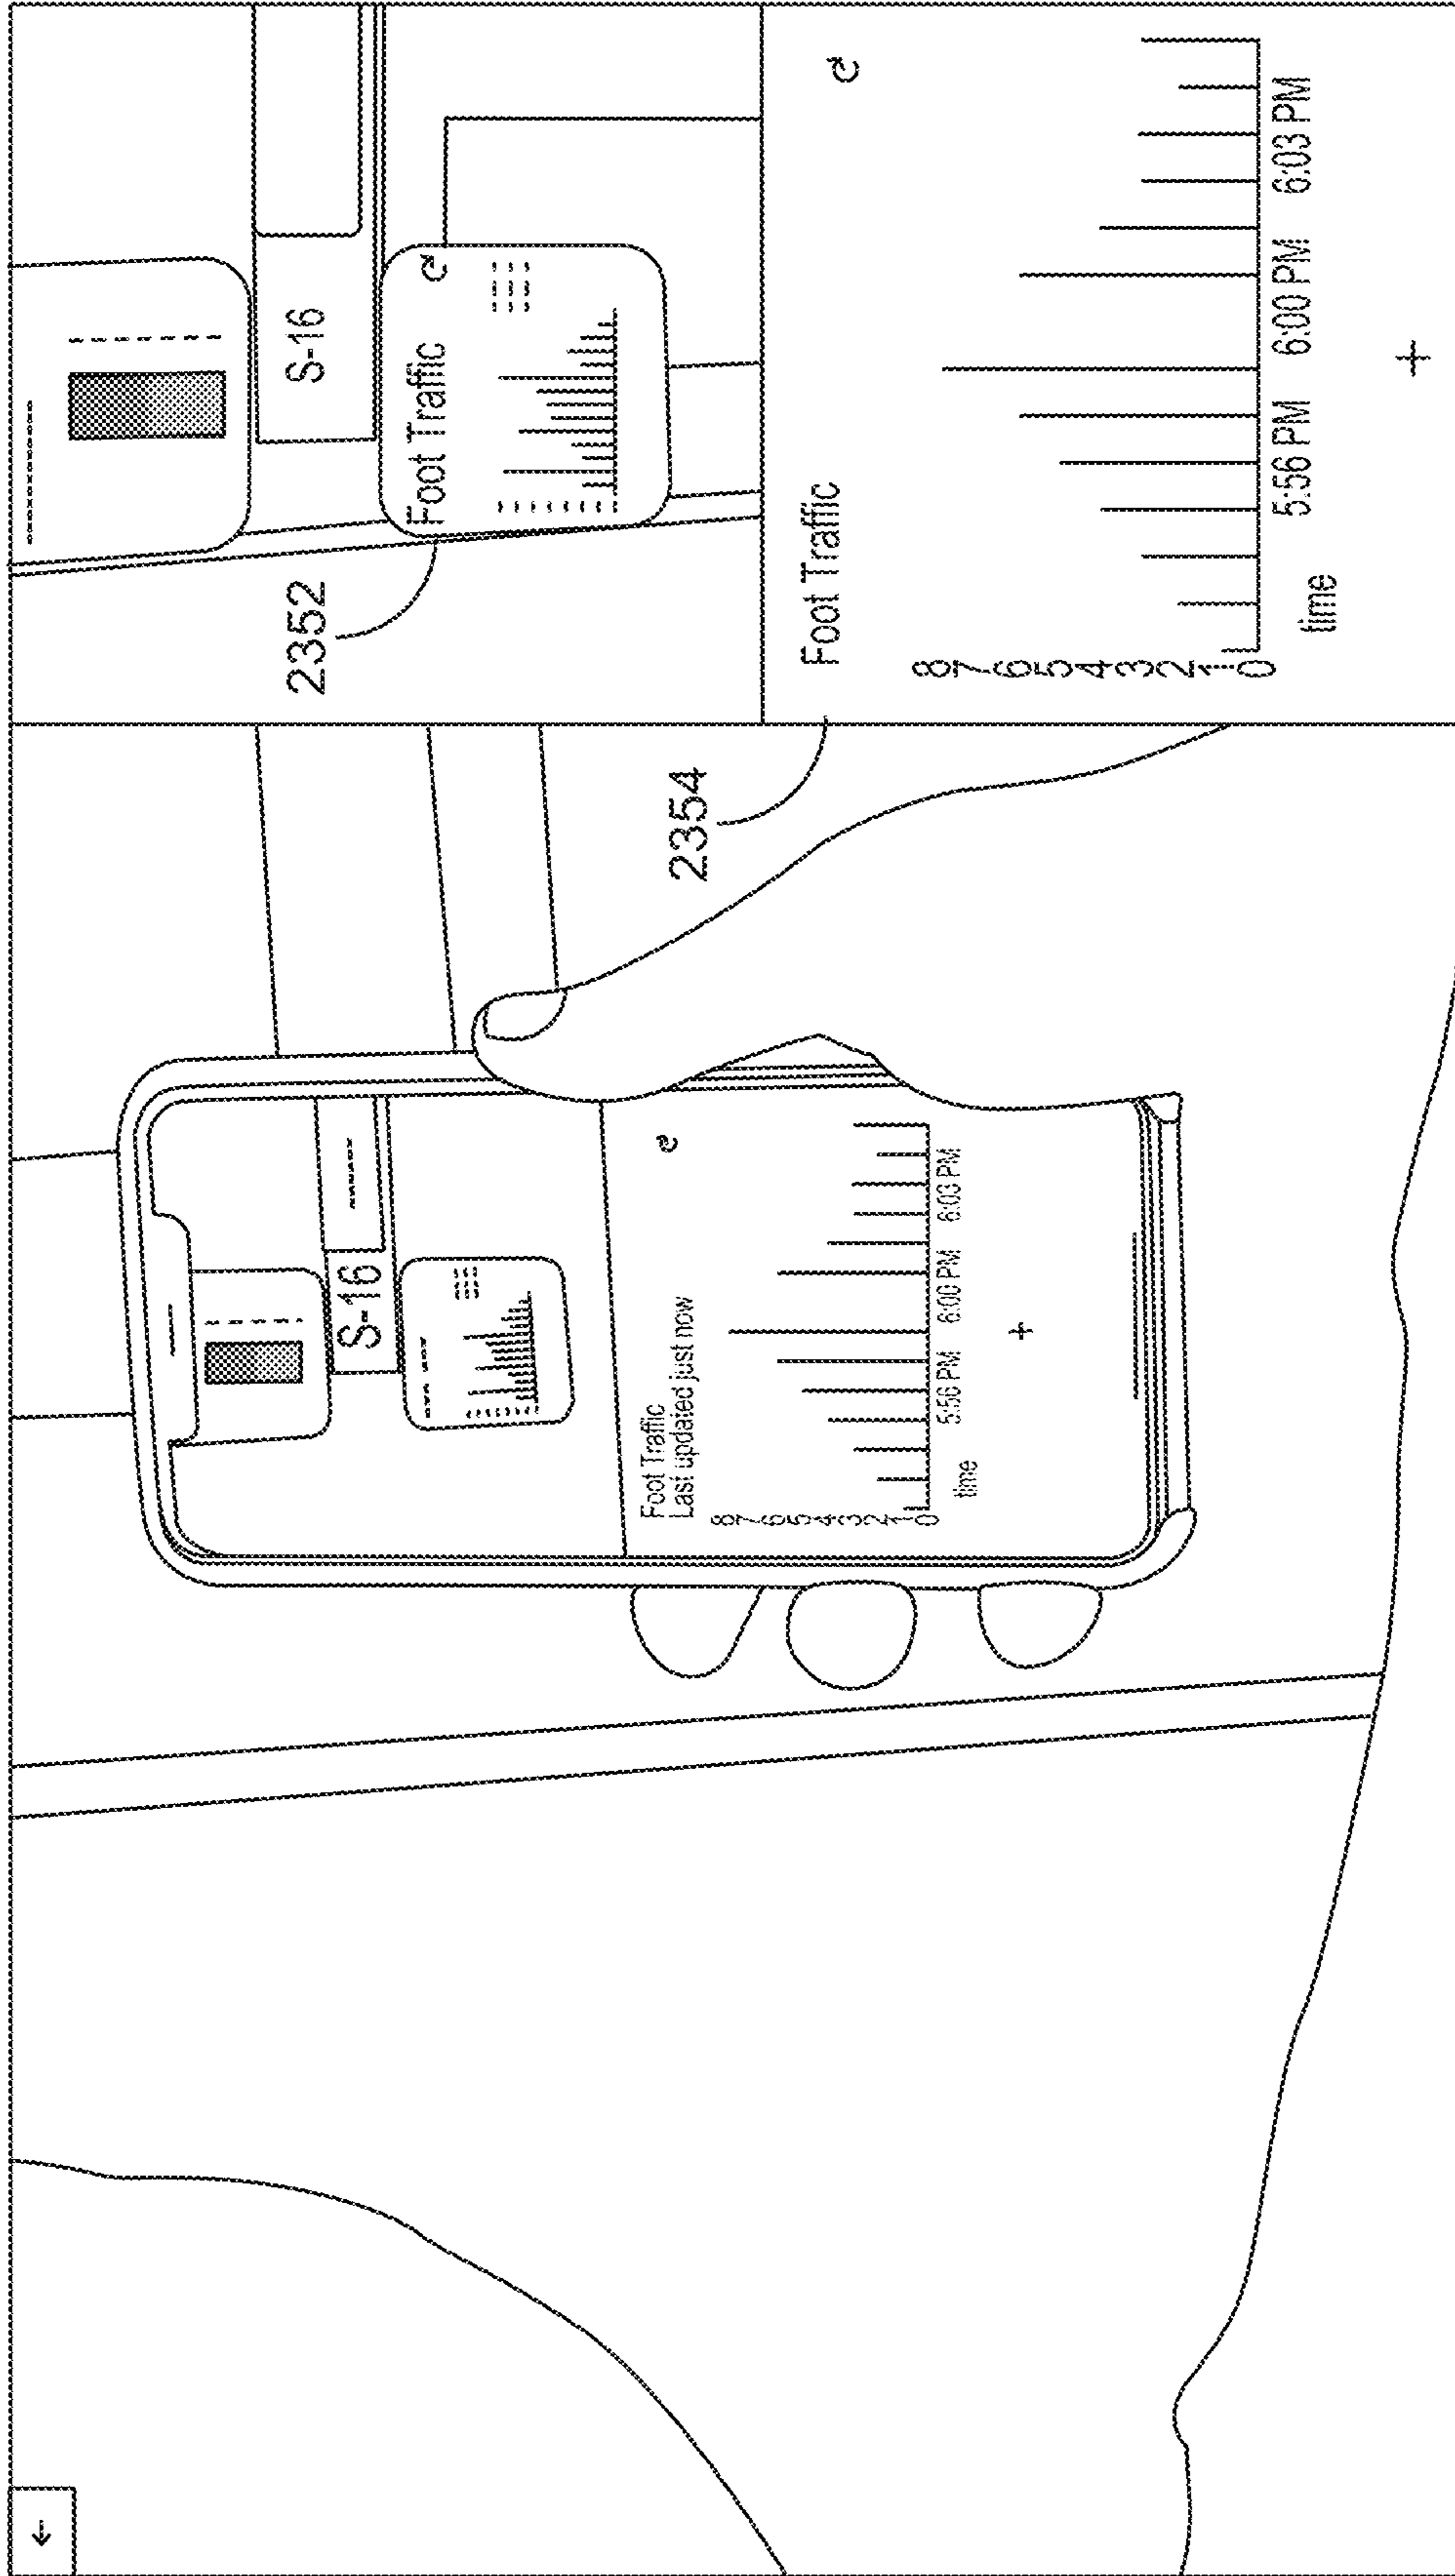 ←
S-16
Foot Traffic
Last updated just now
8
7
6
5
4
3
2
1
0
5:56 PM 6:00 PM 6:03 PM
time
+
S-16
Foot Traffic
2352
2354
Foot Traffic
8
7
6
5
4
3
2
1
0
5:56 PM 6:00 PM 6:03 PM
time
+